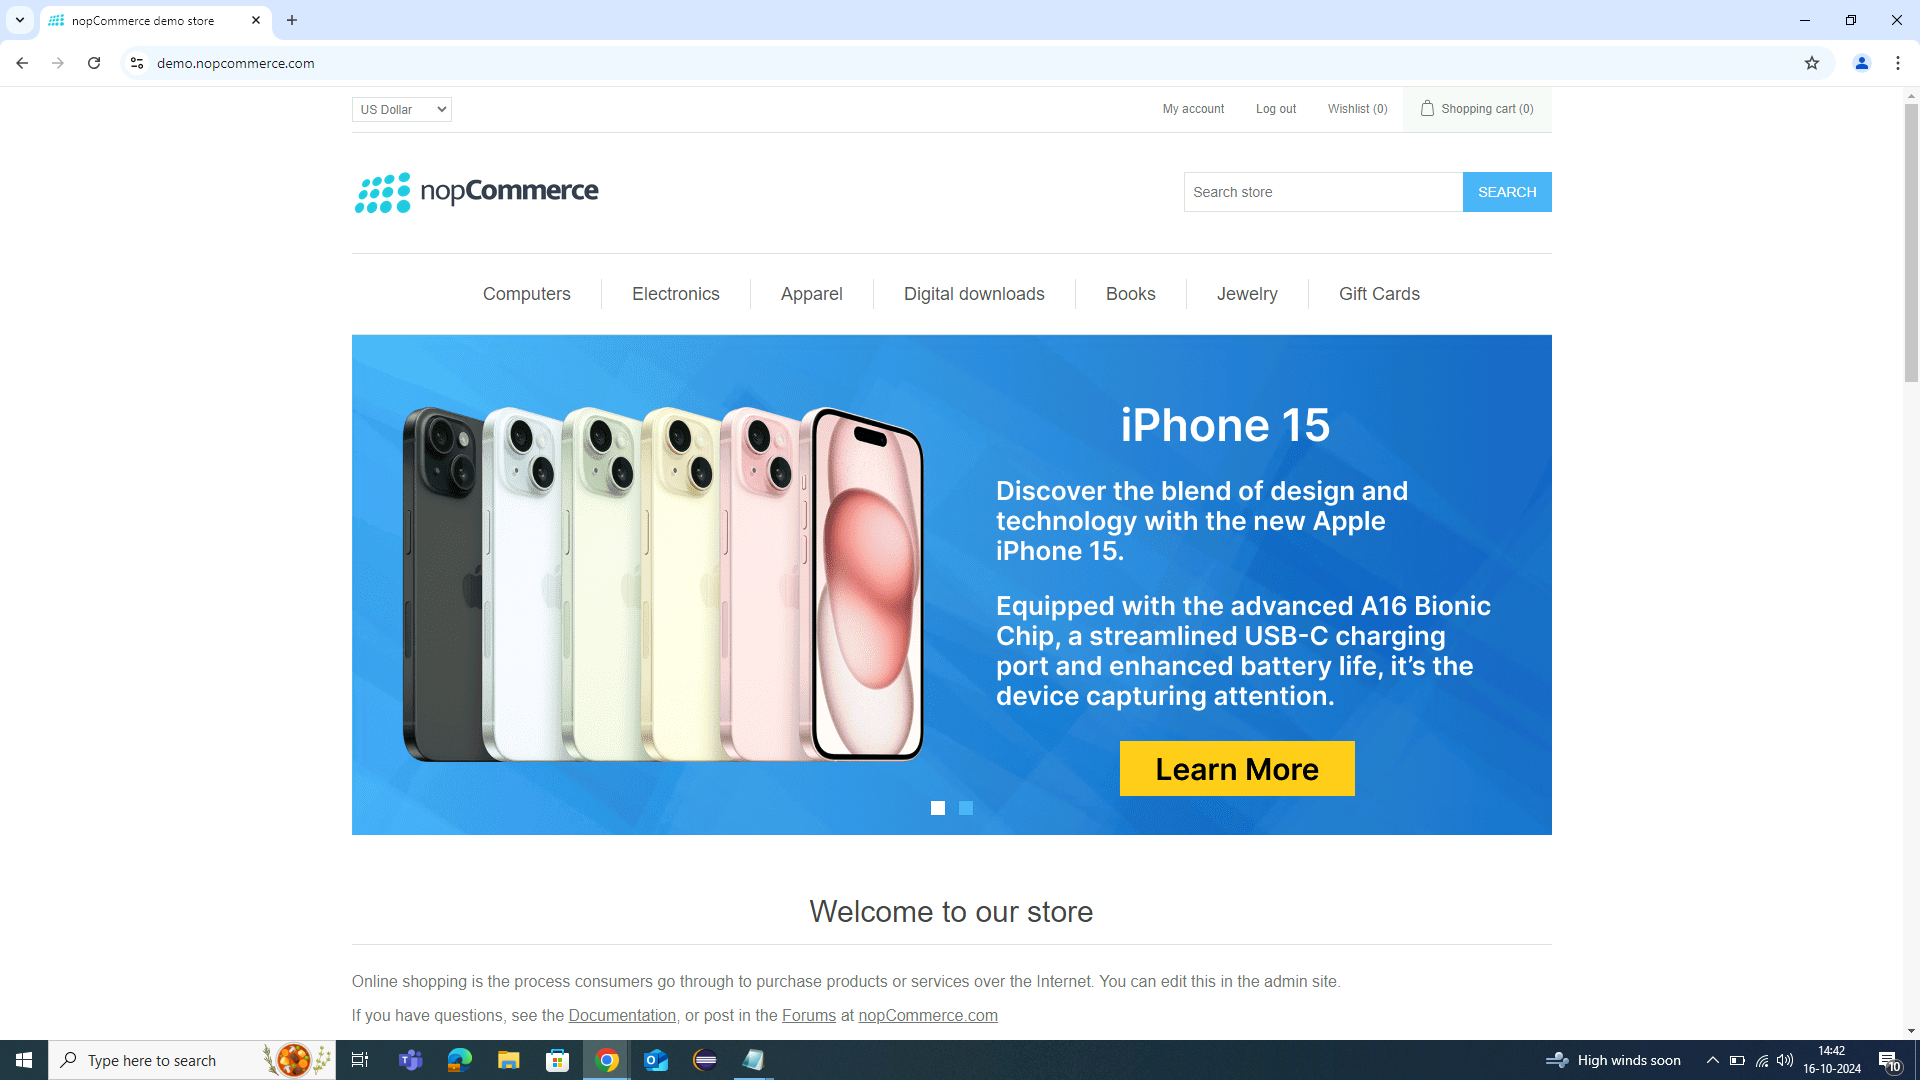 nopCommerce demo store
demo.nopcommerce.com
US Dollar
My account
Log out
Wishlist (0)
Shopping cart (0)
nopCommerce
Search store
SEARCH
Computers
Electronics
Apparel
Digital downloads
Books
Jewelry
Gift Cards
iPhone 15
Discover the blend of design and
technology with the new Apple
iPhone 15.
Equipped with the advanced A16 Bionic
Chip, a streamlined USB-C charging
port and enhanced battery life, it’s the
device capturing attention.
Learn More
Welcome to our store
Online shopping is the process consumers go through to purchase products or services over the Internet. You can edit this in the admin site.
If you have questions, see the Documentation, or post in the Forums at nopCommerce.com
Type here to search
High winds soon
14:42
16-10-2024
10